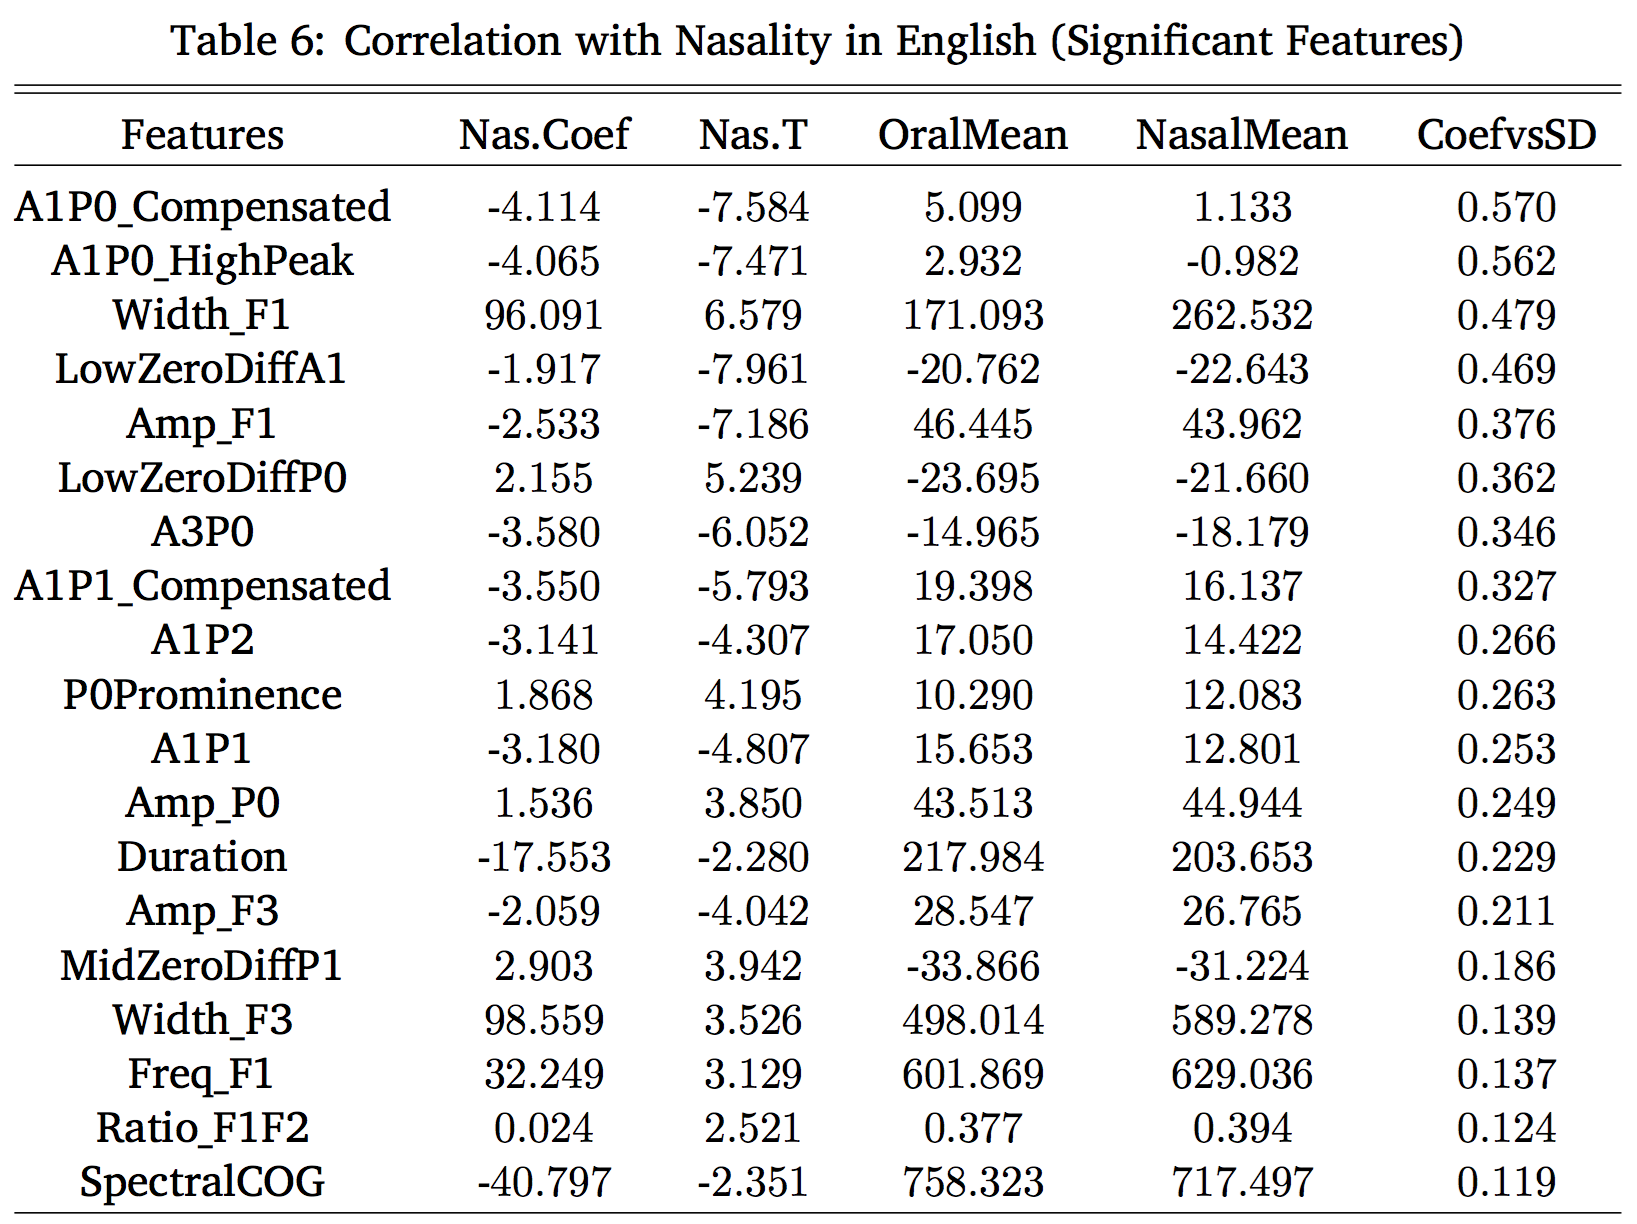 Table 6: Correlation with Nasality in English (Significant Features)
Features Nas.Coef Nas.T OralMean NasalMean CoefvsSD
A1P0_Compensated -4.114 -7.584 5.099 1.133 0.570
A1P0_HighPeak -4.065 -7.471 2.932 -0.982 0.562
Width_F1 96.091 6.579 171.093 262.532 0.479
LowZeroDiffA1 -1.917 -7.961 -20.762 -22.643 0.469
Amp_F1 -2.533 -7.186 46.445 43.962 0.376
LowZeroDiffP0 2.155 5.239 -23.695 -21.660 0.362
A3P0 -3.580 -6.052 -14.965 -18.179 0.346
A1P1_Compensated -3.550 -5.793 19.398 16.137 0.327
A1P2 -3.141 -4.307 17.050 14.422 0.266
P0Prominence 1.868 4.195 10.290 12.083 0.263
A1P1 -3.180 -4.807 15.653 12.801 0.253
Amp_P0 1.536 3.850 43.513 44.944 0.249
Duration -17.553 -2.280 217.984 203.653 0.229
Amp_F3 -2.059 -4.042 28.547 26.765 0.211
MidZeroDiffP1 2.903 3.942 -33.866 -31.224 0.186
Width_F3 98.559 3.526 498.014 589.278 0.139
Freq_F1 32.249 3.129 601.869 629.036 0.137
Ratio_F1F2 0.024 2.521 0.377 0.394 0.124
SpectralCOG -40.797 -2.351 758.323 717.497 0.119